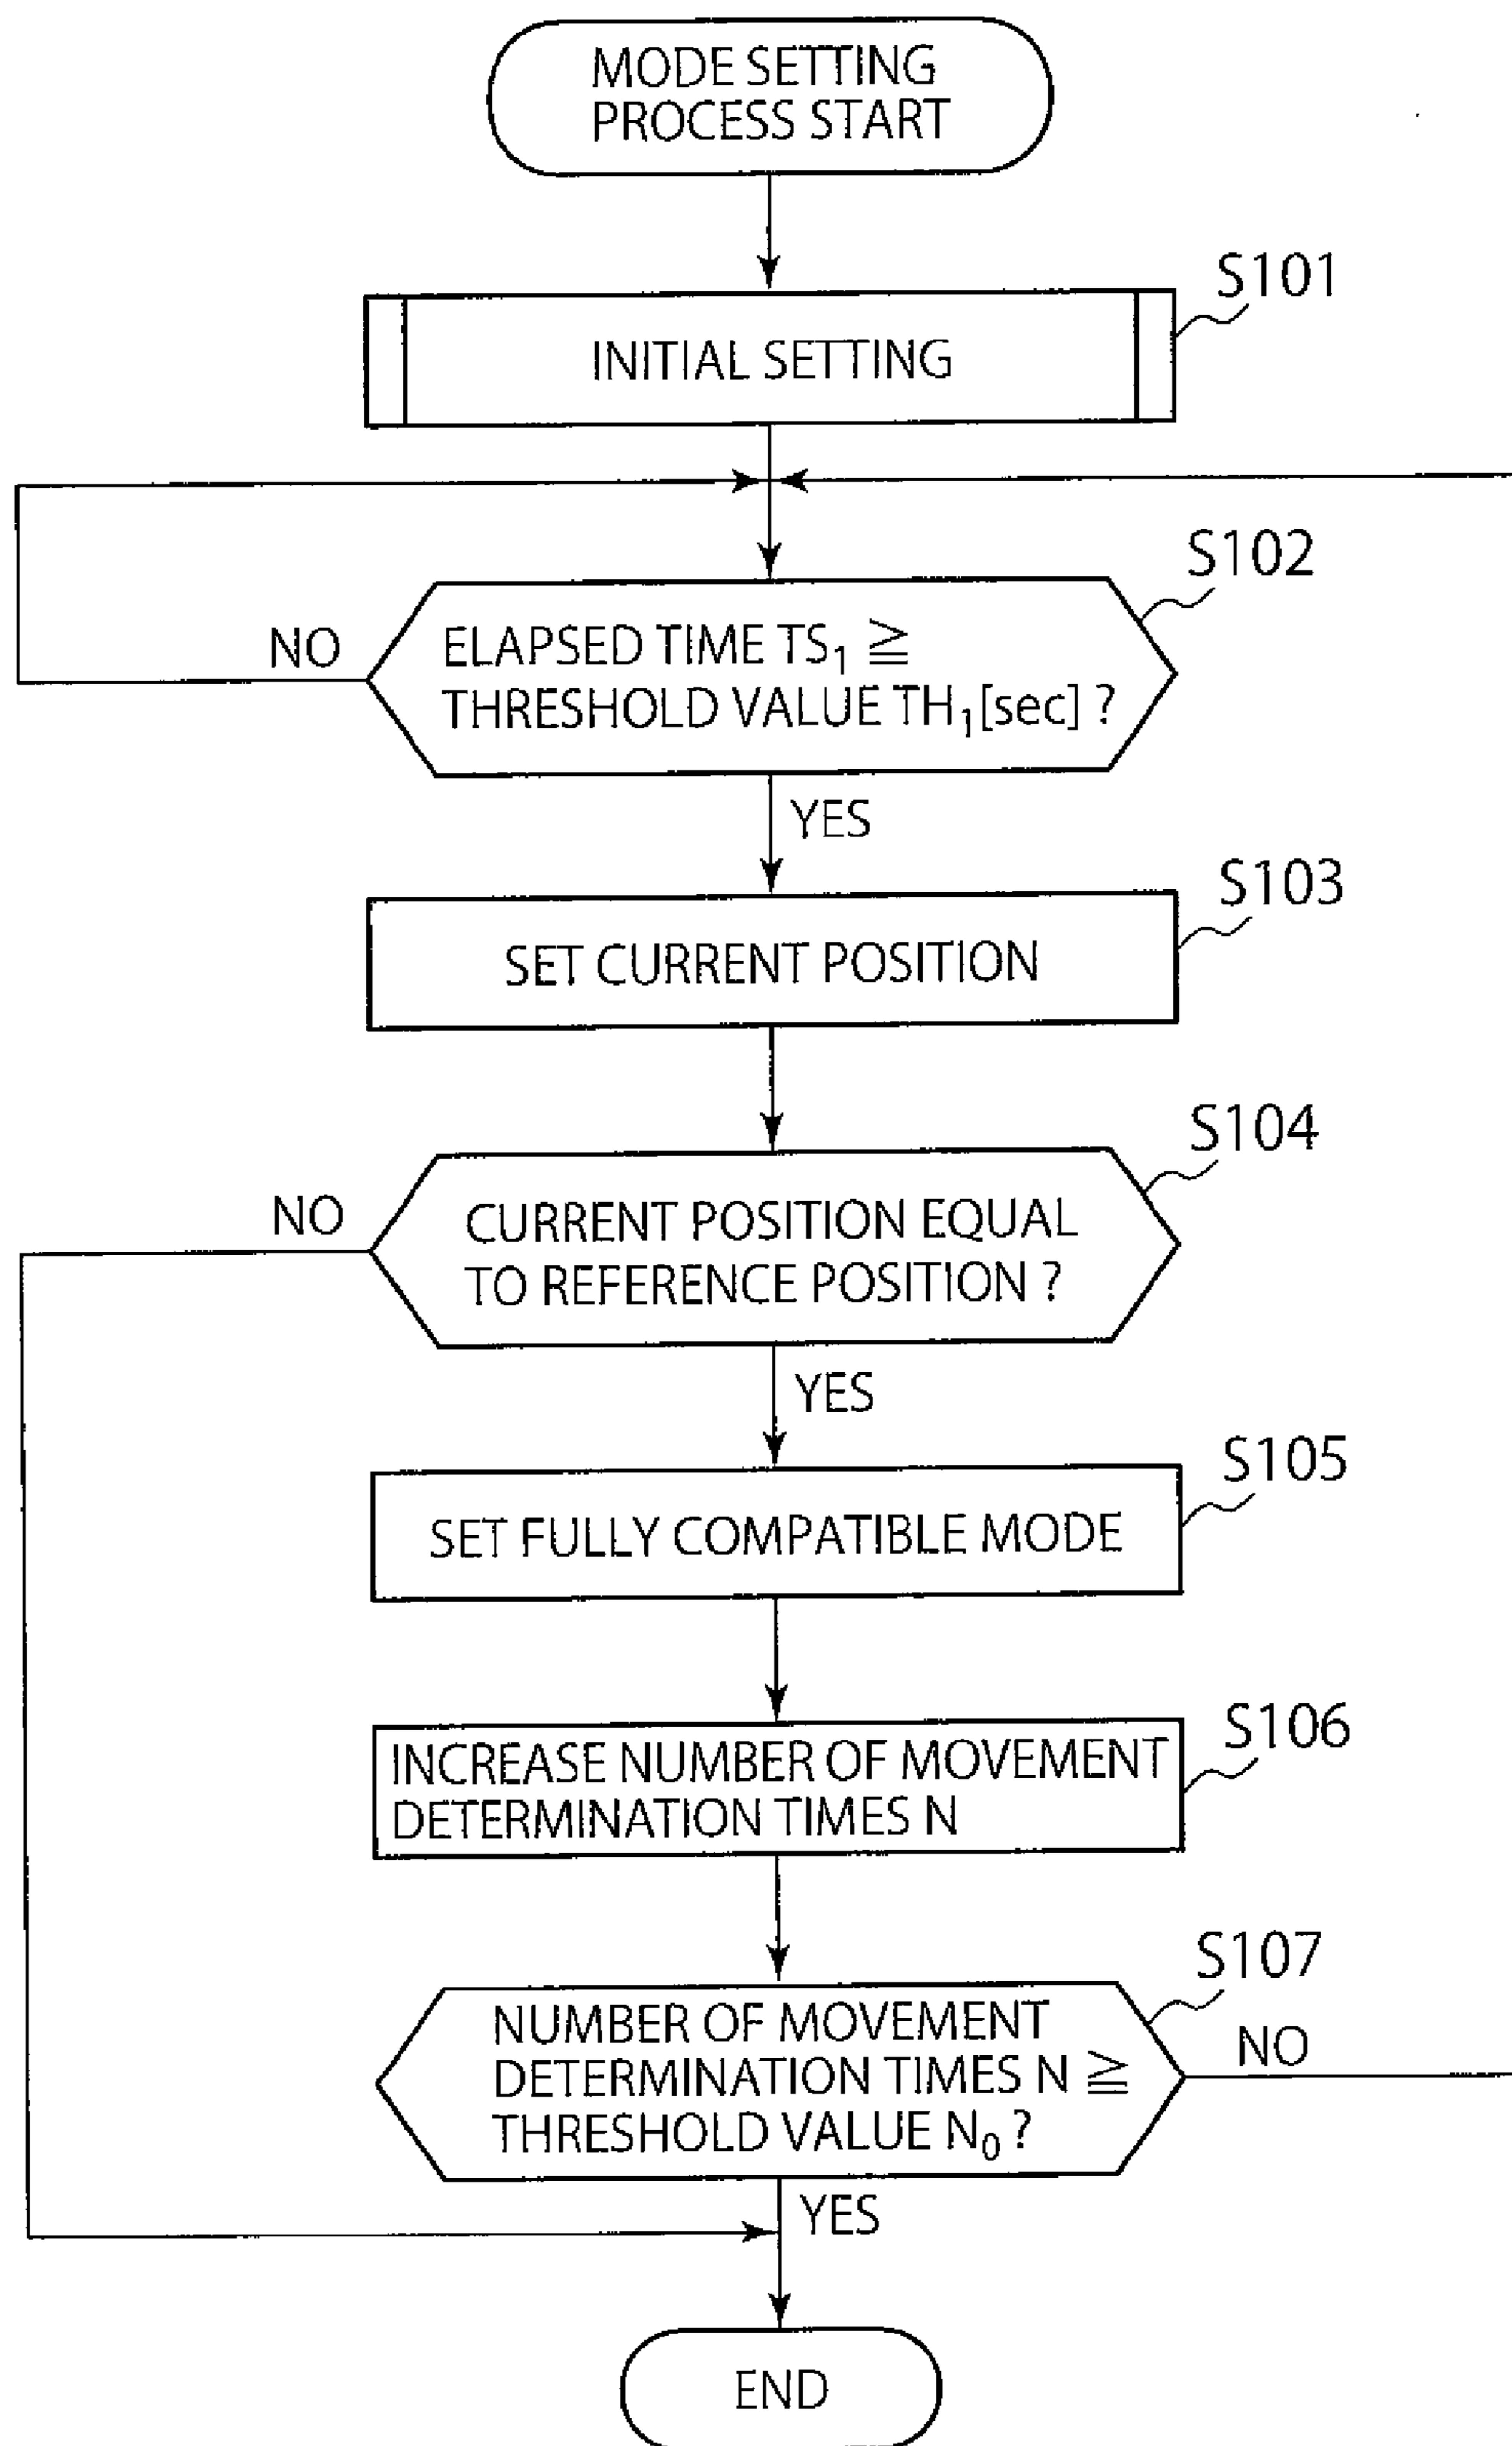 MODE SETTING
PROCESS START
S101
INITIAL SETTING
S102
NO
ELAPSED TIME TS₁ ≧
THRESHOLD VALUE TH₁[sec] ?
YES
S103
SET CURRENT POSITION
S104
NO
CURRENT POSITION EQUAL
TO REFERENCE POSITION ?
YES
S105
SET FULLY COMPATIBLE MODE
S106
INCREASE NUMBER OF MOVEMENT
DETERMINATION TIMES N
S107
NUMBER OF MOVEMENT
NO
DETERMINATION TIMES N ≧
THRESHOLD VALUE N₀ ?
YES
END